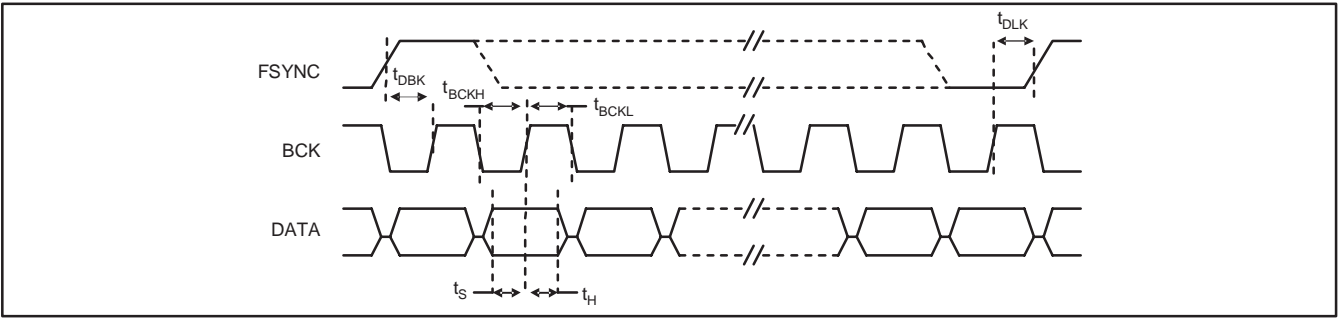 t_DLK
FSYNC
t_DBK
t_BCKH
t_BCKL
BCK
DATA
t_S
t_H